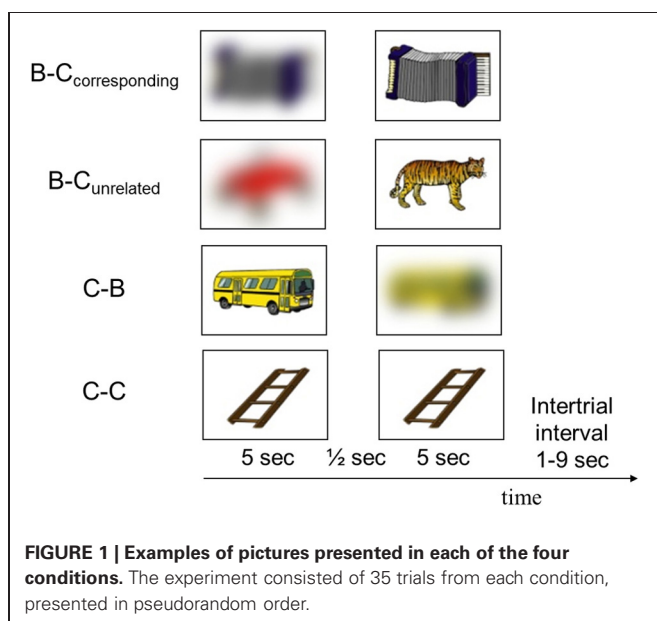 B-Ccorresponding
B-Cunrelated
C-B
C-C
5 sec ½ sec 5 sec
Intertrial
interval
1-9 sec
time
FIGURE 1 | Examples of pictures presented in each of the four
conditions. The experiment consisted of 35 trials from each condition,
presented in pseudorandom order.